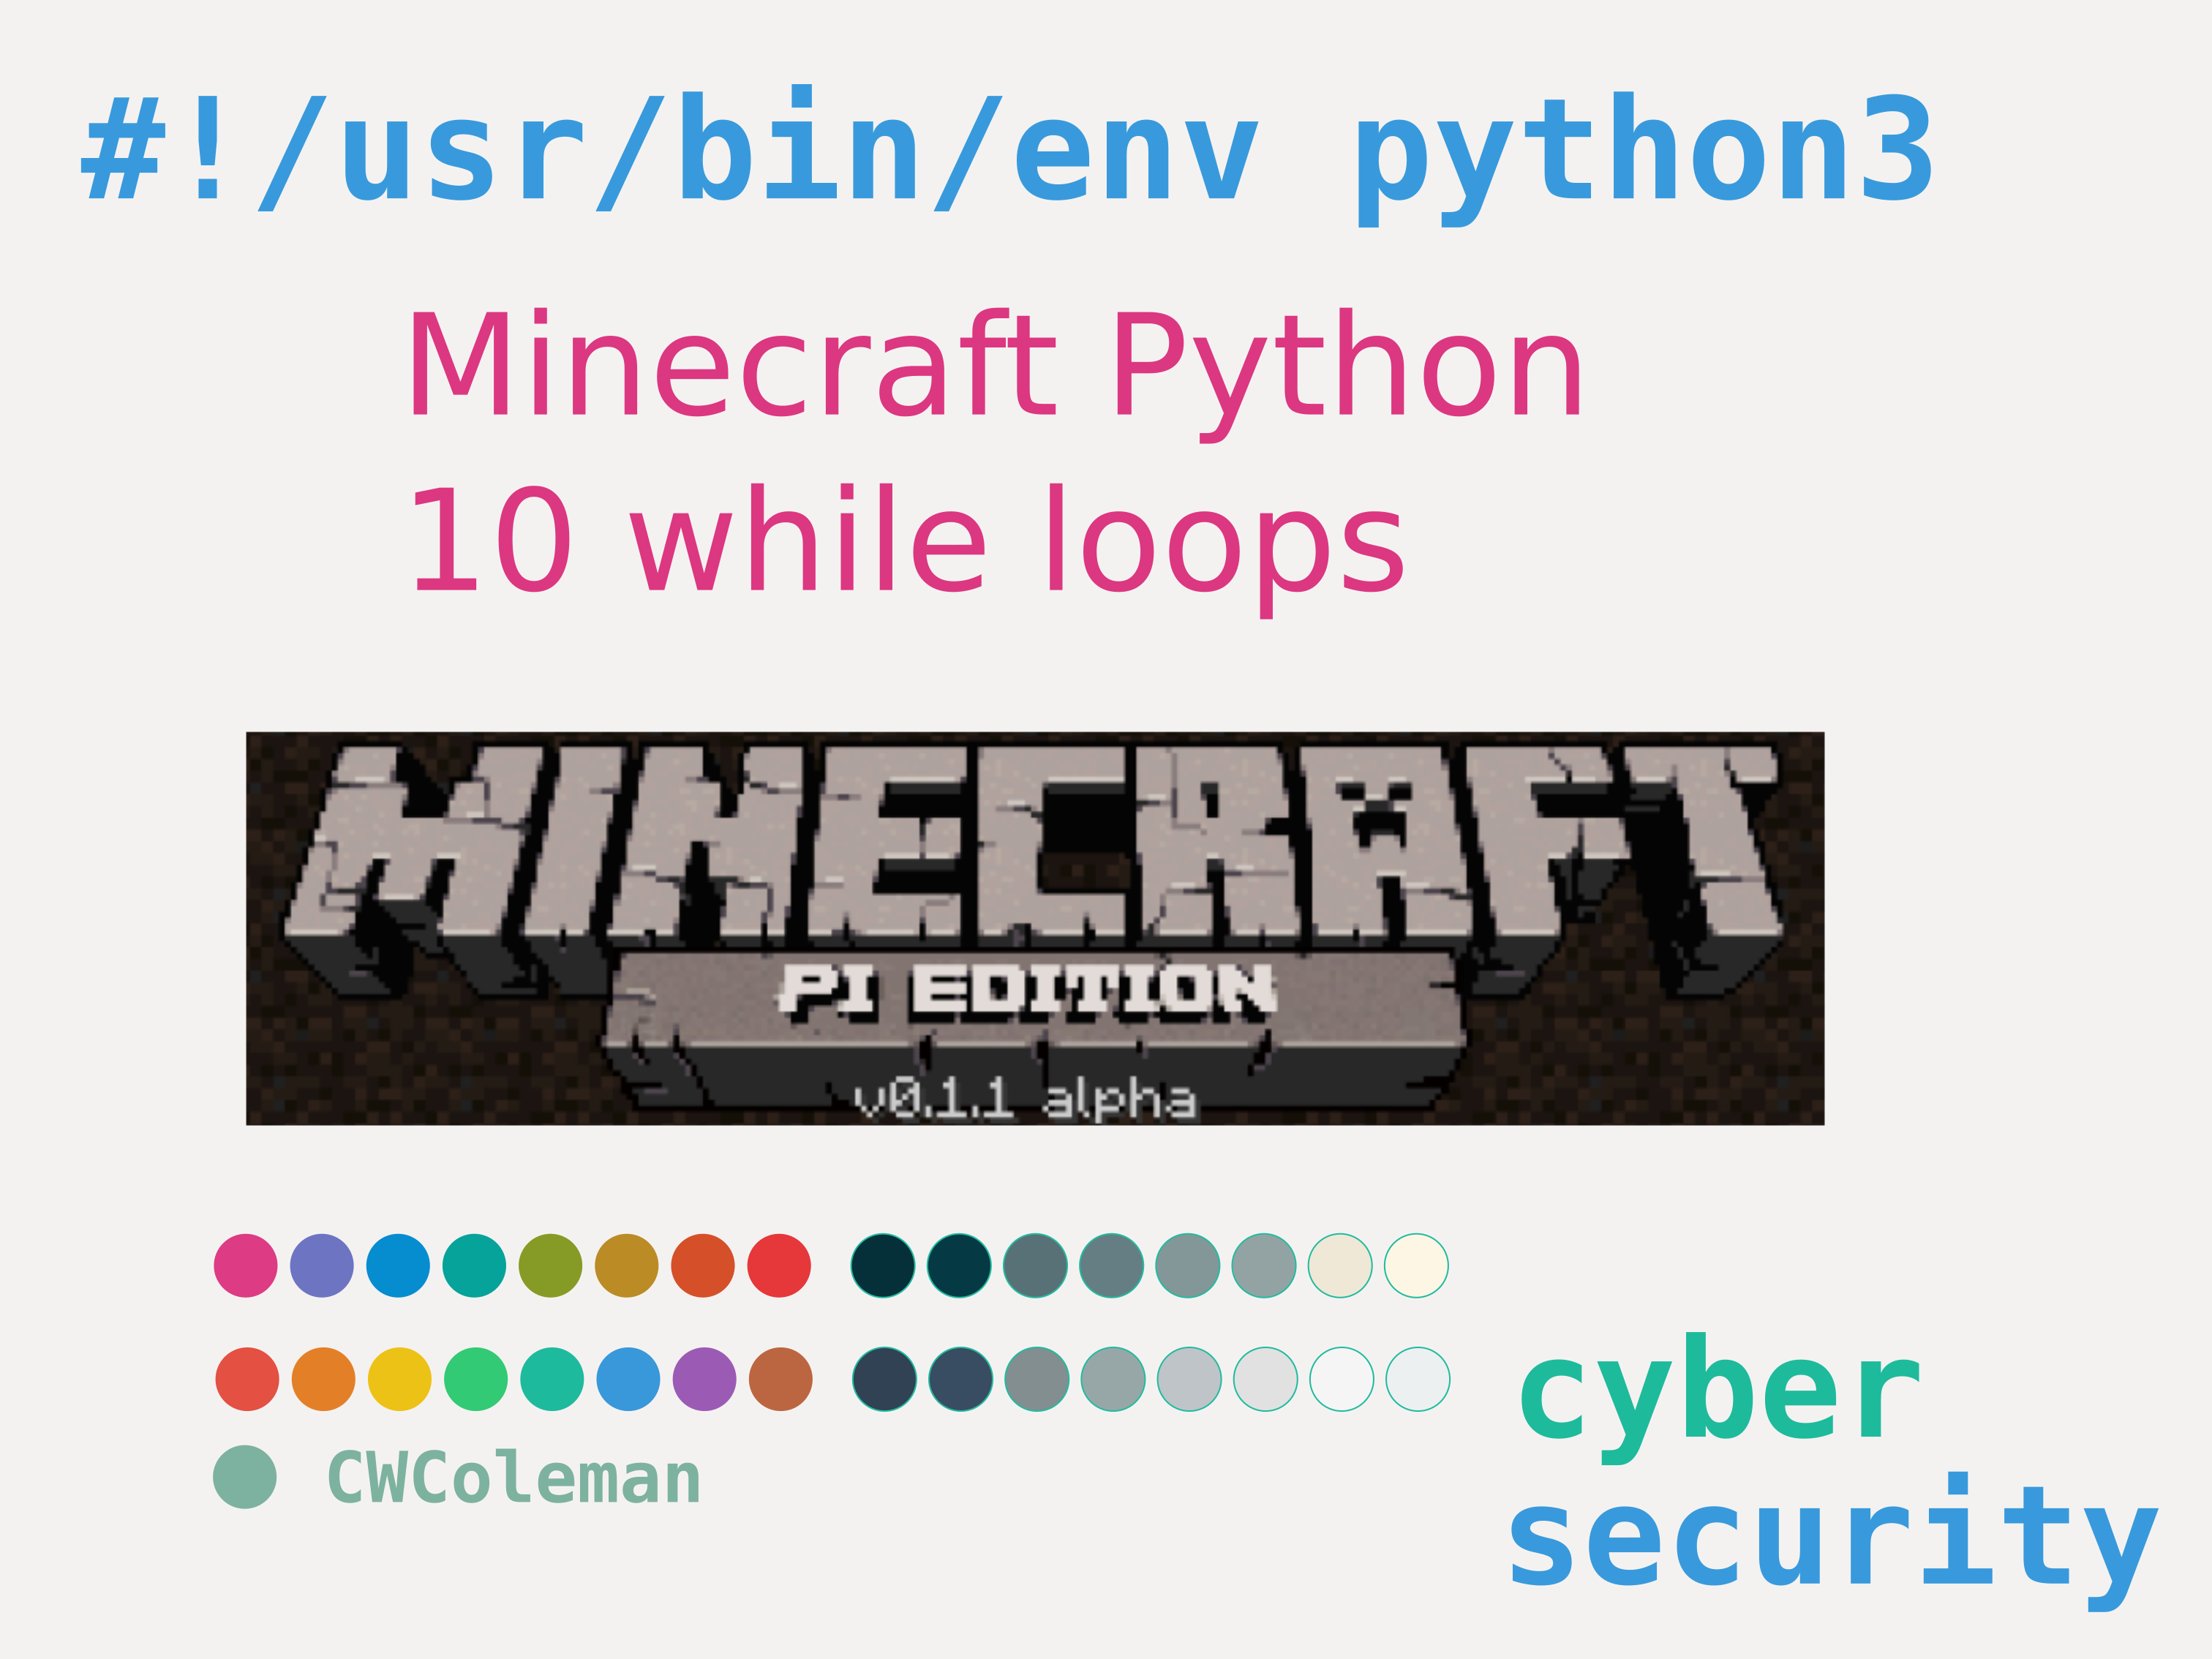 #!/usr/bin/env python3
Minecraft Python
10 while loops
MINECRAFT
PI EDITION
v0.1.1 alpha
CWColeman
cyber
security